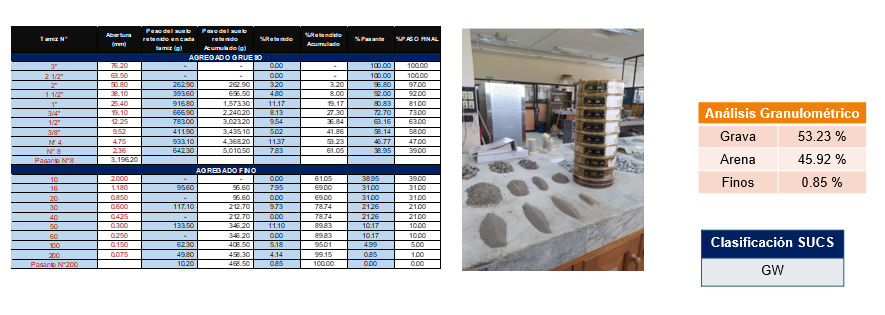 Tamiz N° Abertura (mm) Peso del suelo retenido en cada tamiz (g) Peso del suelo retenido Acumulado (g) %Retenido %Retendido Acumulado %Pasante %PASO FINAL
AGREGADO GRUESO
3" 76.20 - - 0.00 - 100.00 100.00
2 1/2" 63.50 - - 0.00 - 100.00 100.00
2" 50.80 262.90 262.90 3.20 3.20 96.80 97.00
1 1/2" 38.10 393.60 656.50 4.80 8.00 92.00 92.00
1" 25.40 916.80 1,573.30 11.17 19.17 80.83 81.00
3/4" 19.10 666.90 2,240.20 8.13 27.30 72.70 73.00
1/2" 12.25 783.00 3,023.20 9.54 36.84 63.16 63.00
3/8" 9.52 411.90 3,435.10 5.02 41.86 58.14 58.00
N° 4 4.75 933.10 4,368.20 11.37 53.23 46.77 47.00
N° 8 2.36 642.30 5,010.50 7.83 61.05 38.95 39.00
Pasante N°8 3,196.20
AGREGADO FINO
10 2.000 - - 0.00 61.05 38.95 39.00
16 1.180 95.60 95.60 7.95 69.00 31.00 31.00
20 0.850 - 95.60 0.00 69.00 31.00 31.00
30 0.600 117.10 212.70 9.73 78.74 21.26 21.00
40 0.425 - 212.70 0.00 78.74 21.26 21.00
50 0.300 133.50 346.20 11.10 89.83 10.17 10.00
60 0.250 - 346.20 0.00 89.83 10.17 10.00
100 0.150 62.30 408.50 5.18 95.01 4.99 5.00
200 0.075 49.80 458.30 4.14 99.15 0.85 1.00
Pasante N°200 10.20 468.50 0.85 100.00 0.00 0.00
Análisis Granulométrico
Grava 53.23 %
Arena 45.92 %
Finos 0.85 %
Clasificación SUCS
GW